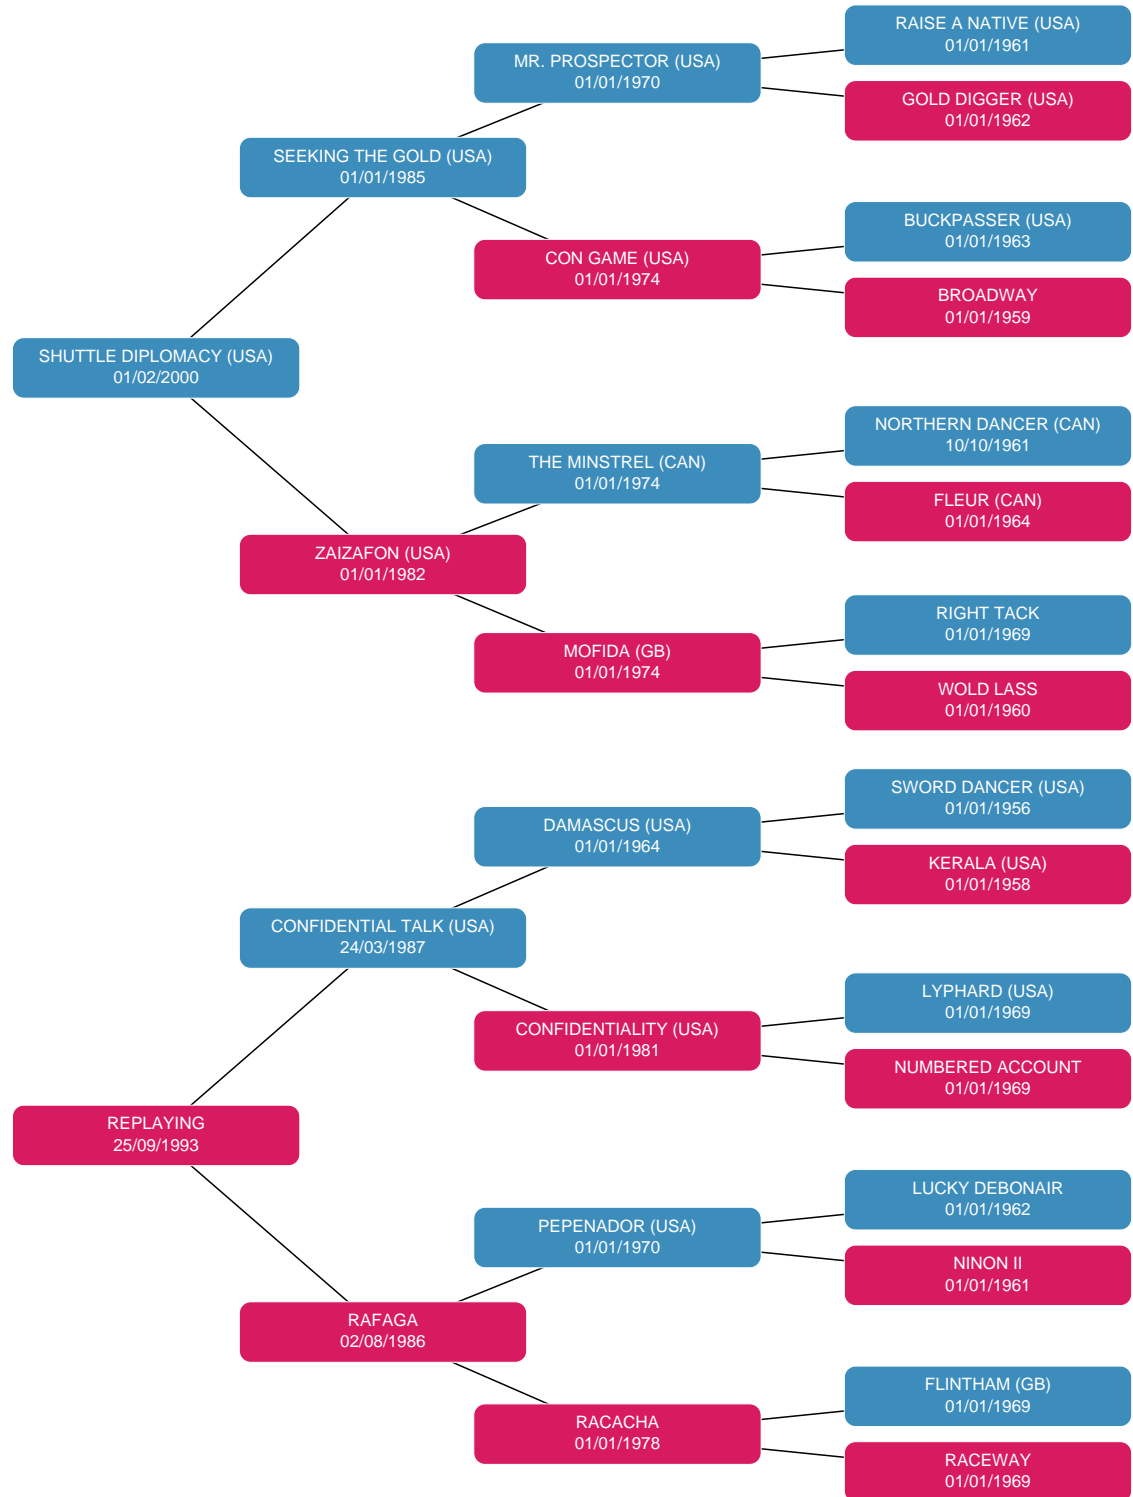 RAISE A NATIVE (USA)
01/01/1961
MR. PROSPECTOR (USA)
01/01/1970
GOLD DIGGER (USA)
01/01/1962
SEEKING THE GOLD (USA)
01/01/1985
BUCKPASSER (USA)
01/01/1963
CON GAME (USA)
01/01/1974
BROADWAY
01/01/1959
SHUTTLE DIPLOMACY (USA)
01/02/2000
NORTHERN DANCER (CAN)
10/10/1961
THE MINSTREL (CAN)
01/01/1974
FLEUR (CAN)
01/01/1964
ZAIZAFON (USA)
01/01/1982
RIGHT TACK
01/01/1969
MOFIDA (GB)
01/01/1974
WOLD LASS
01/01/1960
SWORD DANCER (USA)
01/01/1956
DAMASCUS (USA)
01/01/1964
KERALA (USA)
01/01/1958
CONFIDENTIAL TALK (USA)
24/03/1987
LYPHARD (USA)
01/01/1969
CONFIDENTIALITY (USA)
01/01/1981
NUMBERED ACCOUNT
01/01/1969
REPLAYING
25/09/1993
LUCKY DEBONAIR
01/01/1962
PEPENADOR (USA)
01/01/1970
NINON II
01/01/1961
RAFAGA
02/08/1986
FLINTHAM (GB)
01/01/1969
RACACHA
01/01/1978
RACEWAY
01/01/1969